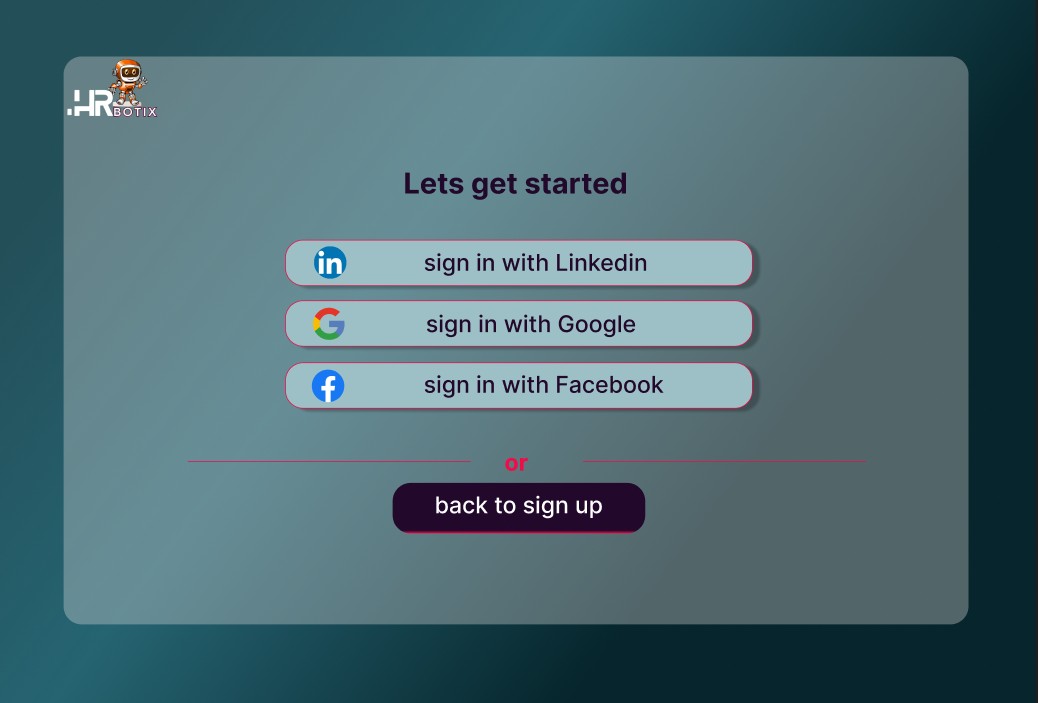 .HR
BOTIX
Lets get started
in
sign in with Linkedin
G
sign in with Google
f
sign in with Facebook
or
back to sign up